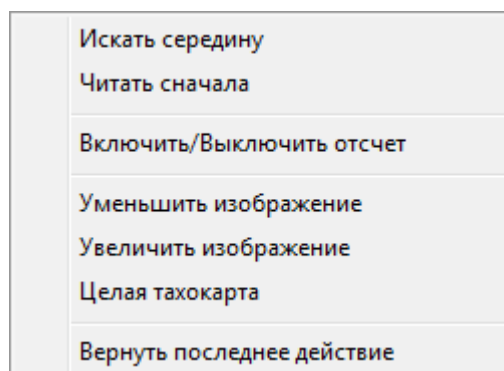 Искать середину
Читать сначала
Включить/Выключить отсчет
Уменьшить изображение
Увеличить изображение
Целая тахокарта
Вернуть последнее действие